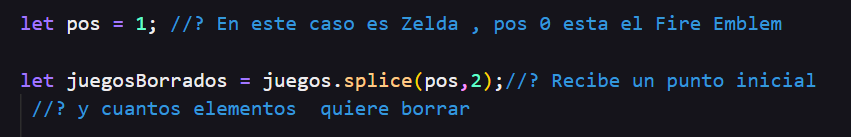 let pos = 1; //? En este caso es Zelda , pos 0 esta el Fire Emblem
let juegosBorrados = juegos.splice(pos,2);//? Recibe un punto inicial
//? y cuantos elementos  quiere borrar